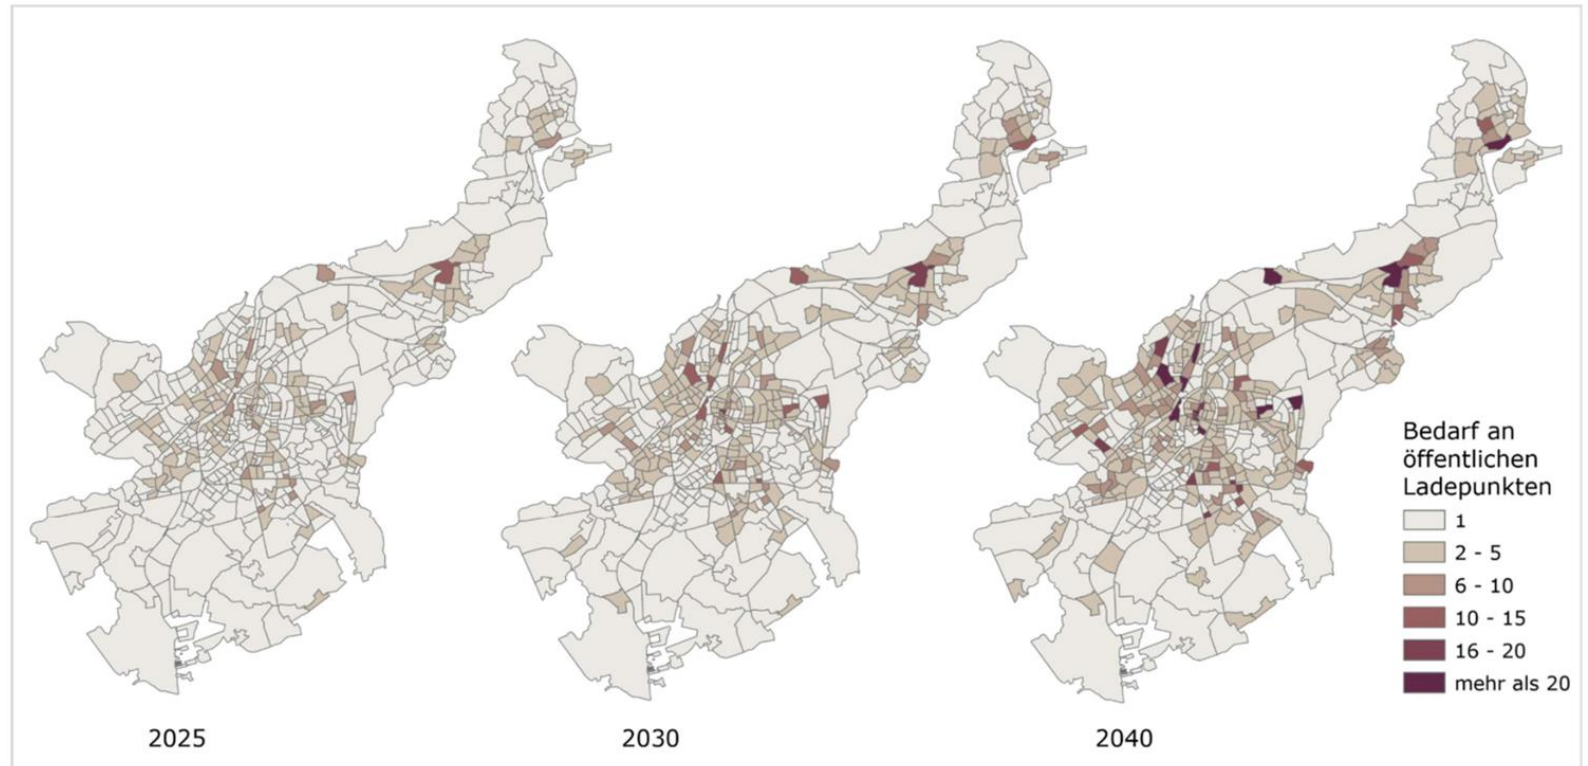 Bedarf an
öffentlichen
Ladepunkten
1
2 - 5
6 - 10
10 - 15
16 - 20
mehr als 20
2025
2030
2040